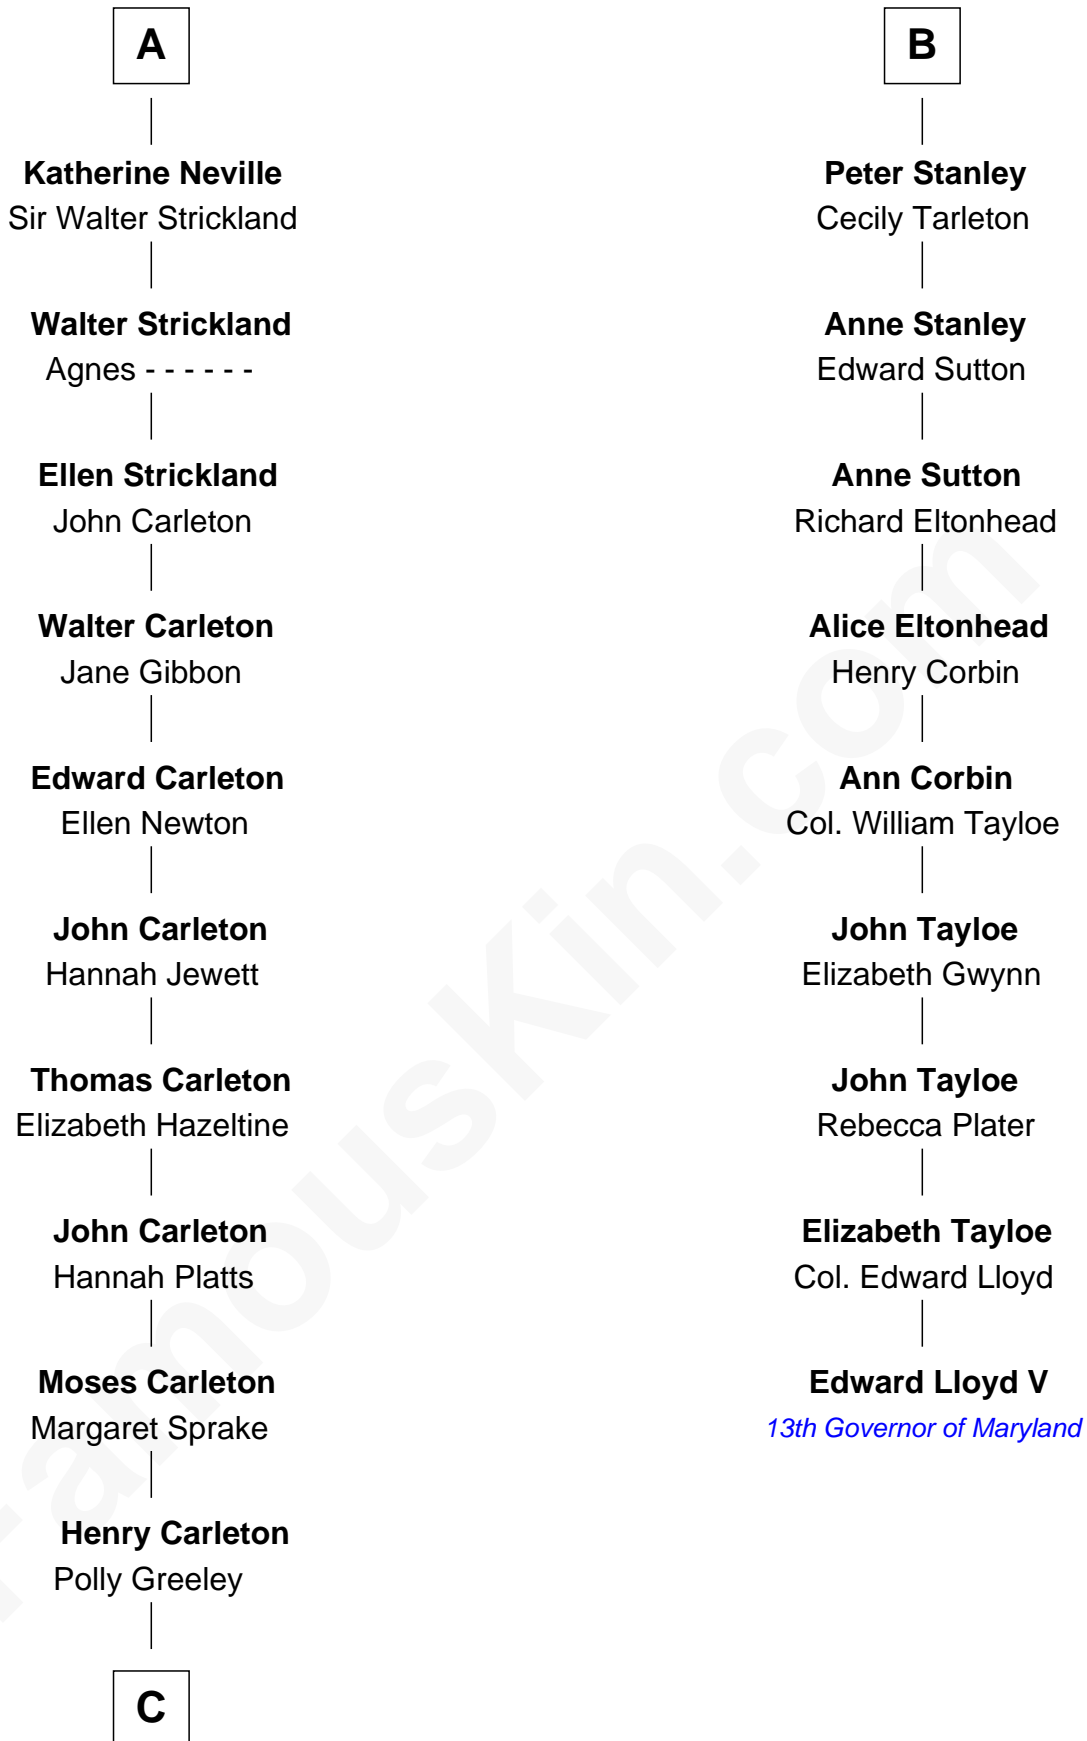 A
Katherine Neville
Sir Walter Strickland
Walter Strickland
Agnes - - - - - -
Ellen Strickland
John Carleton
Walter Carleton
Jane Gibbon
Edward Carleton
Ellen Newton
John Carleton
Hannah Jewett
Thomas Carleton
Elizabeth Hazeltine
John Carleton
Hannah Platts
Moses Carleton
Margaret Sprake
Henry Carleton
Polly Greeley
C
B
Peter Stanley
Cecily Tarleton
Anne Stanley
Edward Sutton
Anne Sutton
Richard Eltonhead
Alice Eltonhead
Henry Corbin
Ann Corbin
Col. William Tayloe
John Tayloe
Elizabeth Gwynn
John Tayloe
Rebecca Plater
Elizabeth Tayloe
Col. Edward Lloyd
Edward Lloyd V
13th Governor of Maryland
FamousKin.com